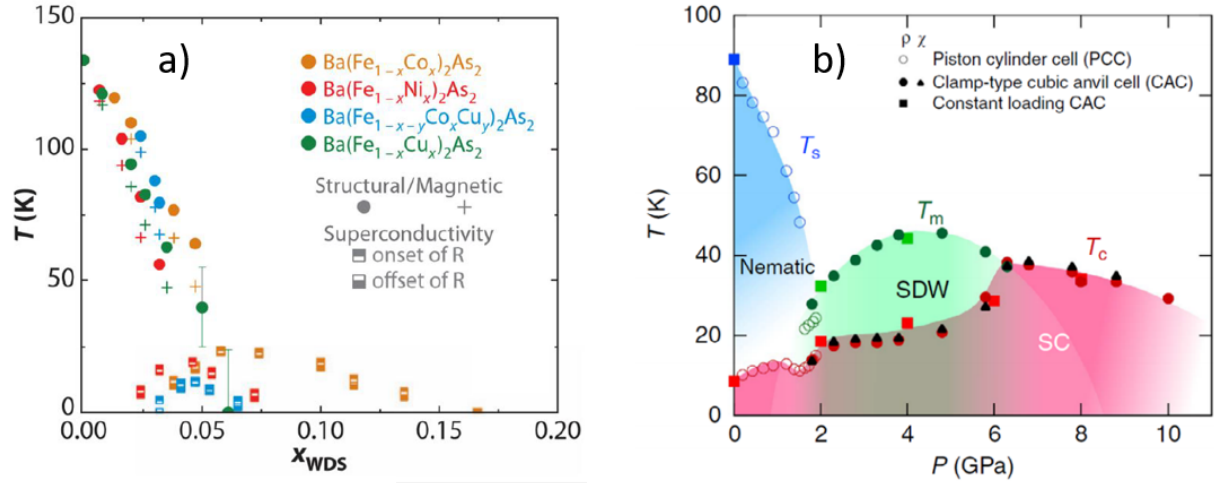 a)
Ba(Fe1−xCox)2As2
Ba(Fe1−xNix)2As2
Ba(Fe1−x−yCoxCuy)2As2
Ba(Fe1−xCux)2As2
Structural/Magnetic
Superconductivity
onset of R
offset of R
T (K)
150
100
50
0
0.00
0.05
0.10
0.15
0.20
xWDS
b)
ρ χ
Piston cylinder cell (PCC)
Clamp-type cubic anvil cell (CAC)
Constant loading CAC
Ts
Tm
Tc
Nematic
SDW
SC
T (K)
100
80
60
40
20
0
0
2
4
6
8
10
P (GPa)